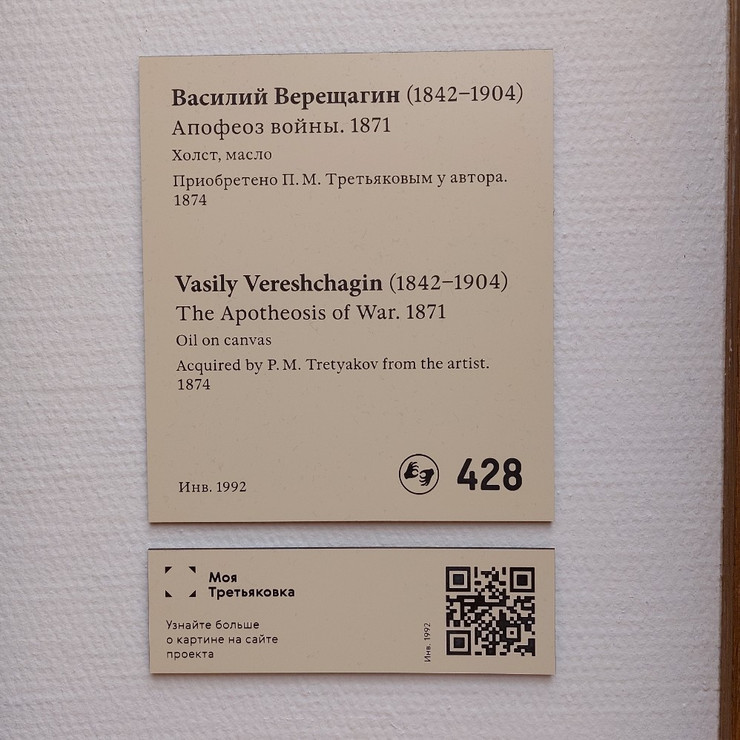 Василий Верещагин (1842–1904)
Апофеоз войны. 1871
Холст, масло
Приобретено П. М. Третьяковым у автора.
1874
Vasily Vereshchagin (1842–1904)
The Apotheosis of War. 1871
Oil on canvas
Acquired by P. M. Tretyakov from the artist.
1874
Инв. 1992
428
Моя
Третьяковка
Узнайте больше
о картине на сайте
проекта
Инв. 1992